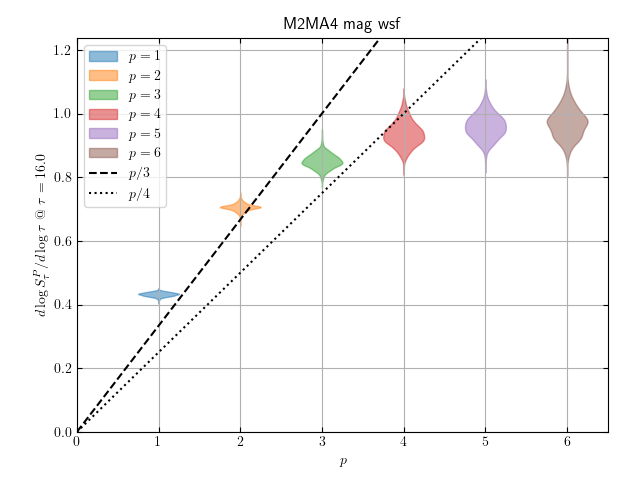 M2MA4 mag wsf
p = 1
p = 2
p = 3
p = 4
p = 5
p = 6
p/3
p/4
d log S_τ^P / d log τ @ τ = 16.0
1.2
1.0
0.8
0.6
0.4
0.2
0.0
0 1 2 3 4 5 6
p